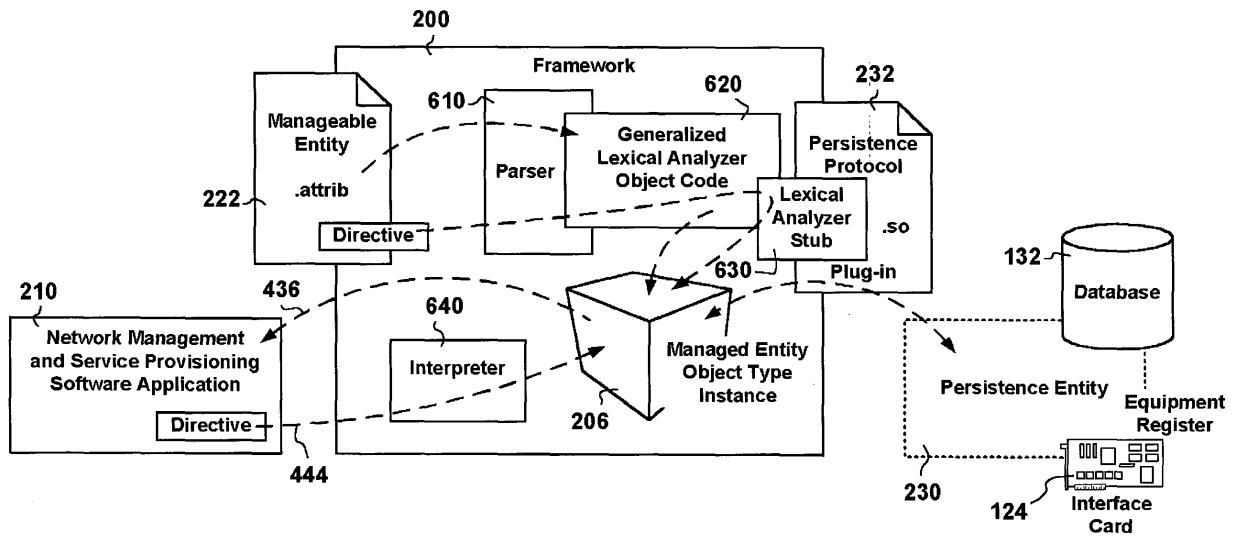 200
Framework
232
610
620
Manageable
Entity
.attrib
222
Directive
Parser
Generalized
Lexical Analyzer
Object Code
Persistence
Protocol
.so
Plug-in
Lexical
Analyzer
Stub
630
132
Database
210
436
640
Network Management
and Service Provisioning
Software Application
Directive
444
Interpreter
206
Managed Entity
Object Type
Instance
Persistence Entity
Equipment
Register
230
124
Interface
Card